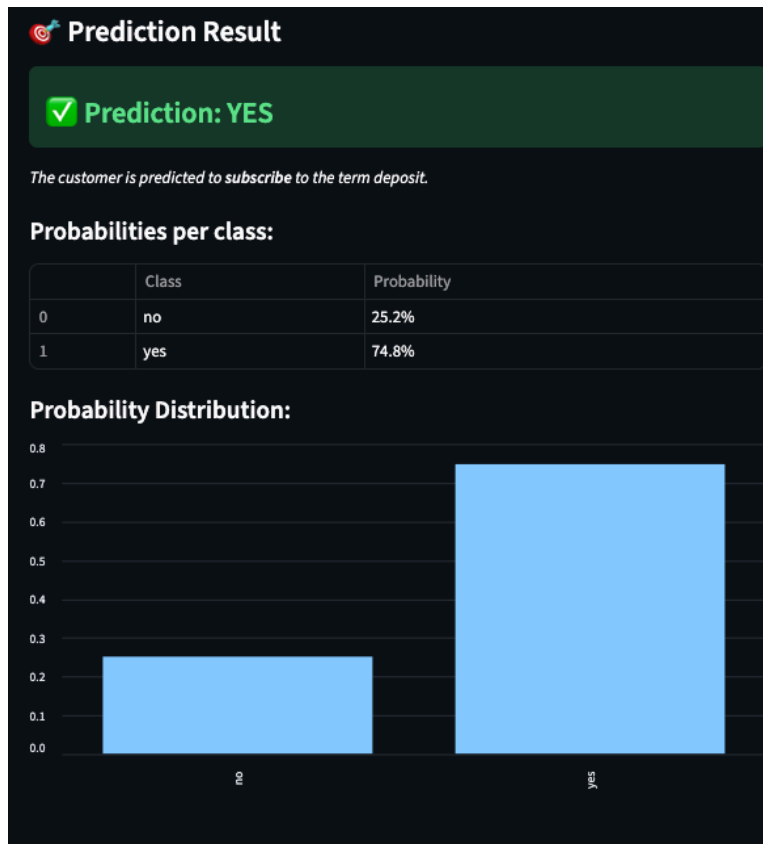 🎯 Prediction Result
✅ Prediction: YES
The customer is predicted to subscribe to the term deposit.
Probabilities per class:
Class Probability
0 no 25.2%
1 yes 74.8%
Probability Distribution:
0.8
0.7
0.6
0.5
0.4
0.3
0.2
0.1
0.0
no yes